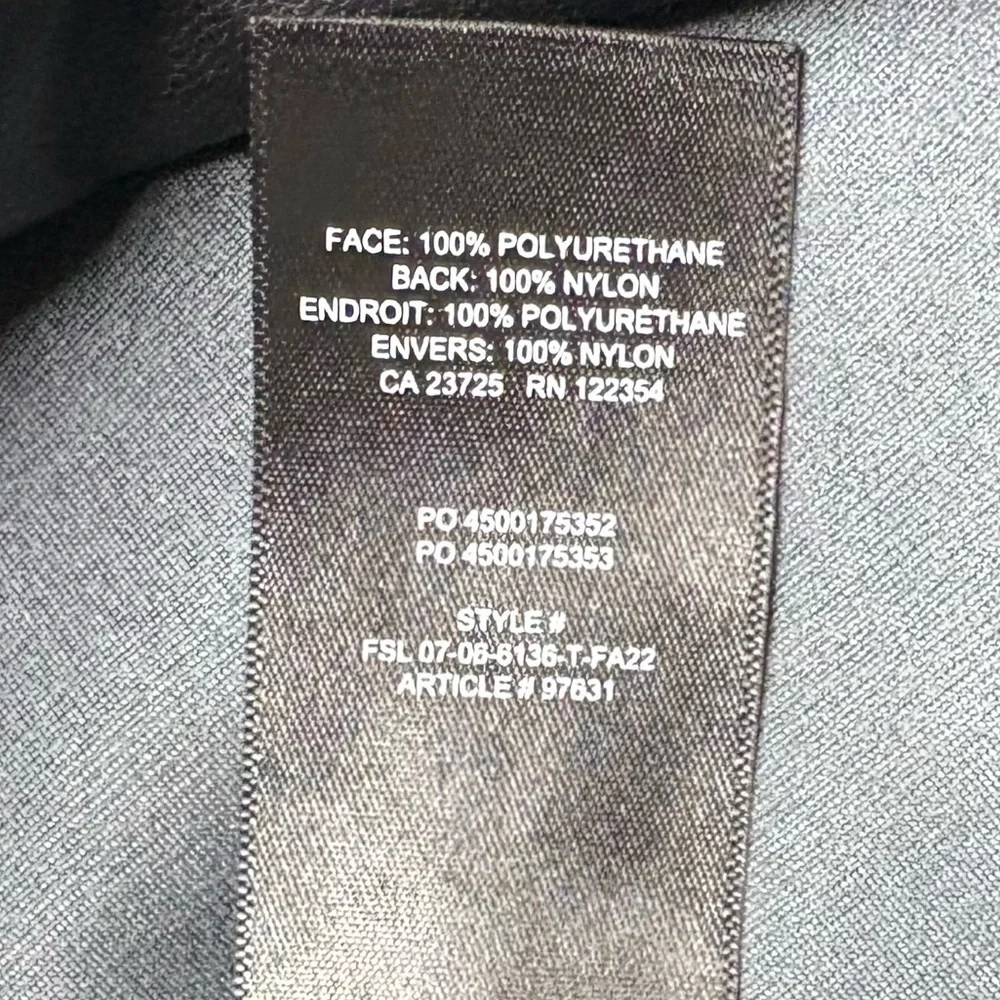 FACE: 100% POLYURETHANE
BACK: 100% NYLON
ENDROIT: 100% POLYURÉTHANE
ENVERS: 100% NYLON
CA 23725 RN 122354
PO 4500175352
PO 4500175353
STYLE #
FSL 07-06-6136-T-FA22
ARTICLE # 97631